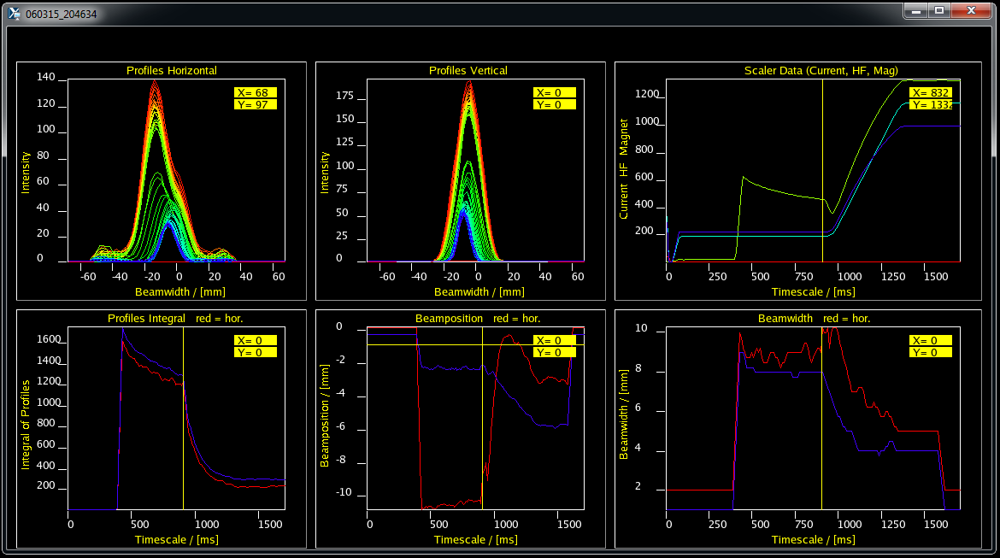 060315_204634
Profiles Horizontal
X= 68
Y= 97
140
120
100
80
60
40
20
0
Intensity
-60 -40 -20 0 20 40 60
Beamwidth / [mm]
Profiles Vertical
X= 0
Y= 0
175
150
125
100
75
50
25
0
Intensity
-60 -40 -20 0 20 40 60
Beamwidth / [mm]
Scaler Data (Current, HF, Mag)
X= 832
Y= 1332
1200
1000
800
600
400
200
Current HF Magnet
0 250 500 750 1000 1250 1500
Timescale / [ms]
Profiles Integral red = hor.
X= 0
Y= 0
1600
1400
1200
1000
800
600
400
200
Integral of Profiles
0 500 1000 1500
Timescale / [ms]
Beamposition red = hor.
X= 0
Y= 0
0
-2
-4
-6
-8
-10
Beamposition / [mm]
0 500 1000 1500
Timescale / [ms]
Beamwidth red = hor.
X= 0
Y= 0
10
8
6
4
2
Beamwidth / [mm]
0 250 500 750 1000 1250 1500
Timescale / [ms]